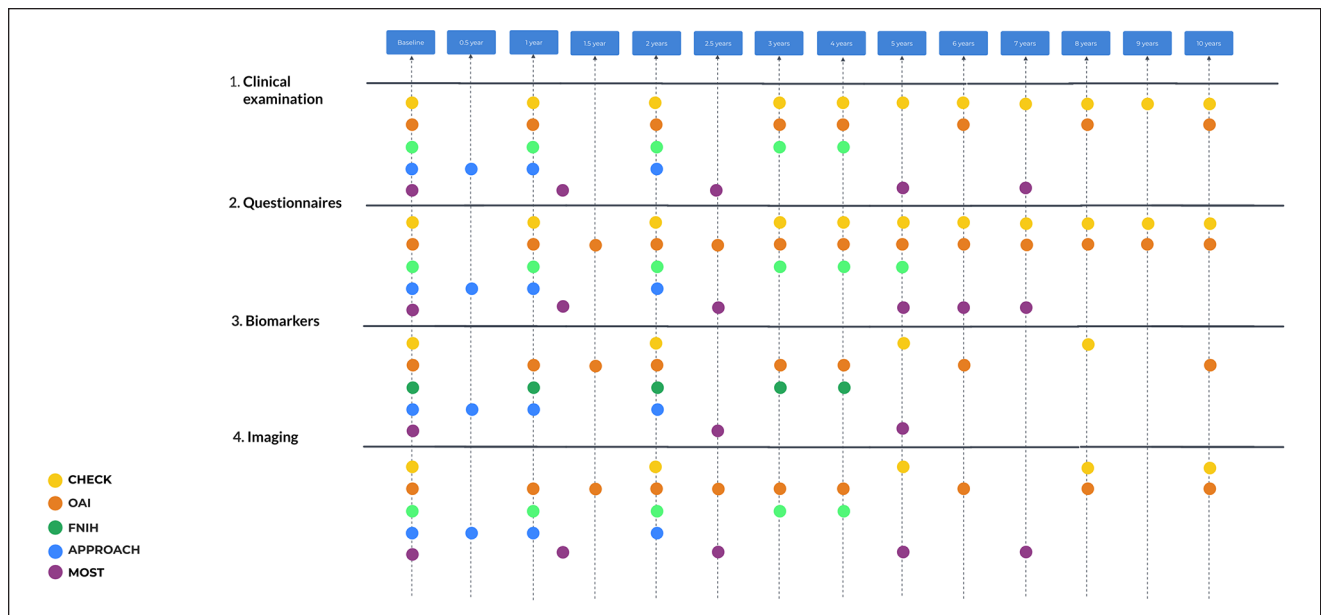 Baseline
0.5 year
1 year
1.5 year
2 years
2.5 years
3 years
4 years
5 years
6 years
7 years
8 years
9 years
10 years
1. Clinical
examination
2. Questionnaires
3. Biomarkers
4. Imaging
CHECK
OAI
FNIH
APPROACH
MOST